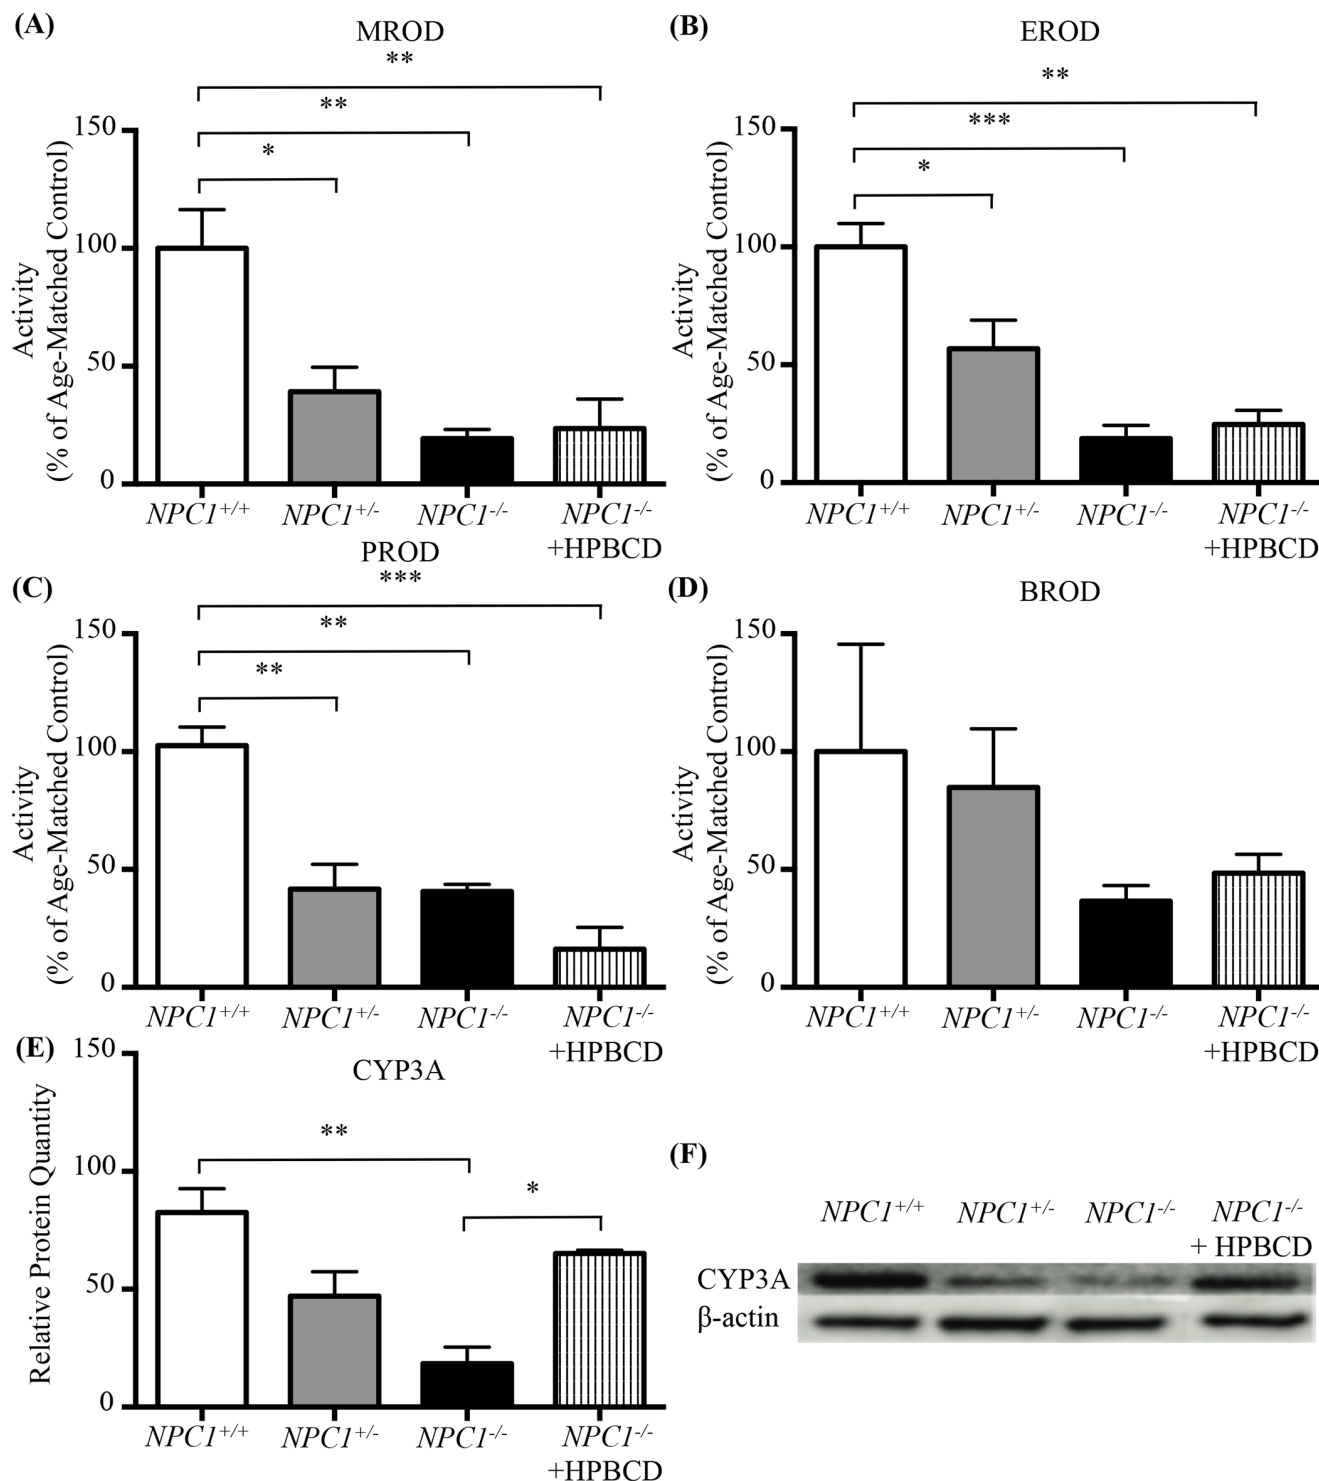 (A)
MROD
**
**
*
150
100
50
0
Activity
(% of Age-Matched Control)
NPC1+/+ NPC1+/- NPC1-/- NPC1-/-
+HPBCD
(B)
EROD
**
***
*
150
100
50
0
Activity
(% of Age-Matched Control)
NPC1+/+ NPC1+/- NPC1-/- NPC1-/-
+HPBCD
(C)
PROD
***
**
**
150
100
50
0
Activity
(% of Age-Matched Control)
NPC1+/+ NPC1+/- NPC1-/- NPC1-/-
+HPBCD
(D)
BROD
150
100
50
0
Activity
(% of Age-Matched Control)
NPC1+/+ NPC1+/- NPC1-/- NPC1-/-
+HPBCD
(E)
CYP3A
**
*
150
100
50
0
Relative Protein Quantity
NPC1+/+ NPC1+/- NPC1-/- NPC1-/-
+HPBCD
(F)
NPC1+/+ NPC1+/- NPC1-/- NPC1-/-
+ HPBCD
CYP3A
β-actin